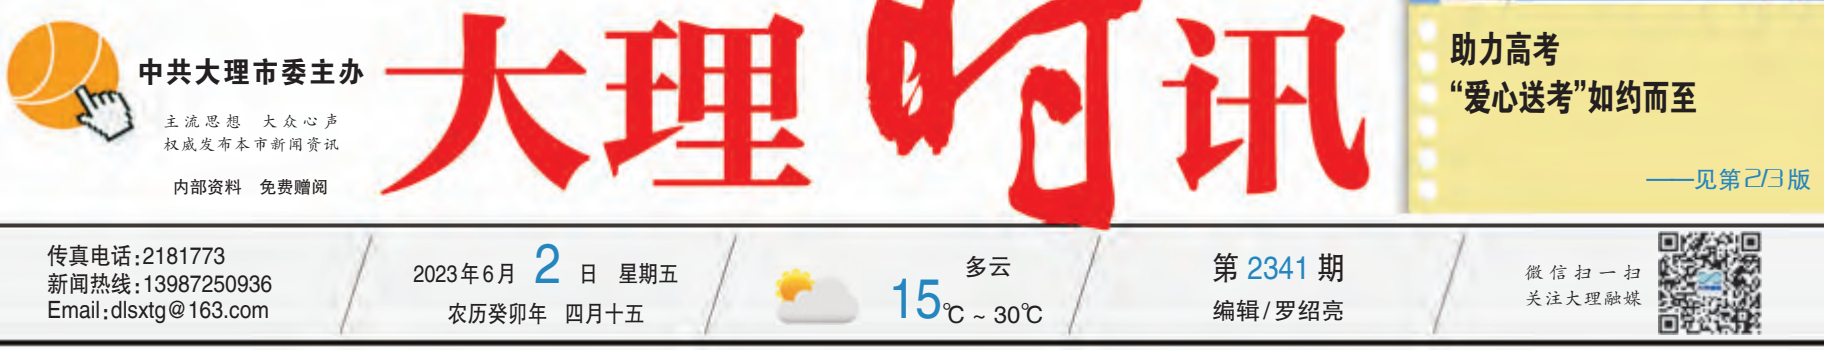 中共大理市委主办
主流思想 大众心声
权威发布本市新闻资讯
内部资料 免费赠阅
大理时讯
助力高考
“爱心送考”如约而至
——见第2/3版
传真电话:2181773
新闻热线:13987250936
Email:dlsxtg@163.com
2023年6月2日 星期五
农历癸卯年 四月十五
多云
15℃ ~ 30℃
第 2341 期
编辑/罗绍亮
微信扫一扫
关注大理融媒